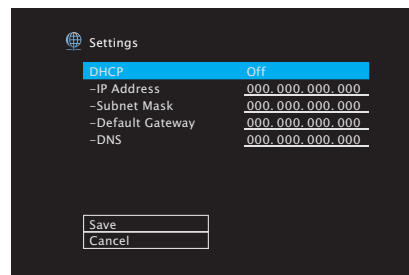 Settings
DHCP Off
–IP Address 000.000.000.000
–Subnet Mask 000.000.000.000
–Default Gateway 000.000.000.000
–DNS 000.000.000.000
Save
Cancel